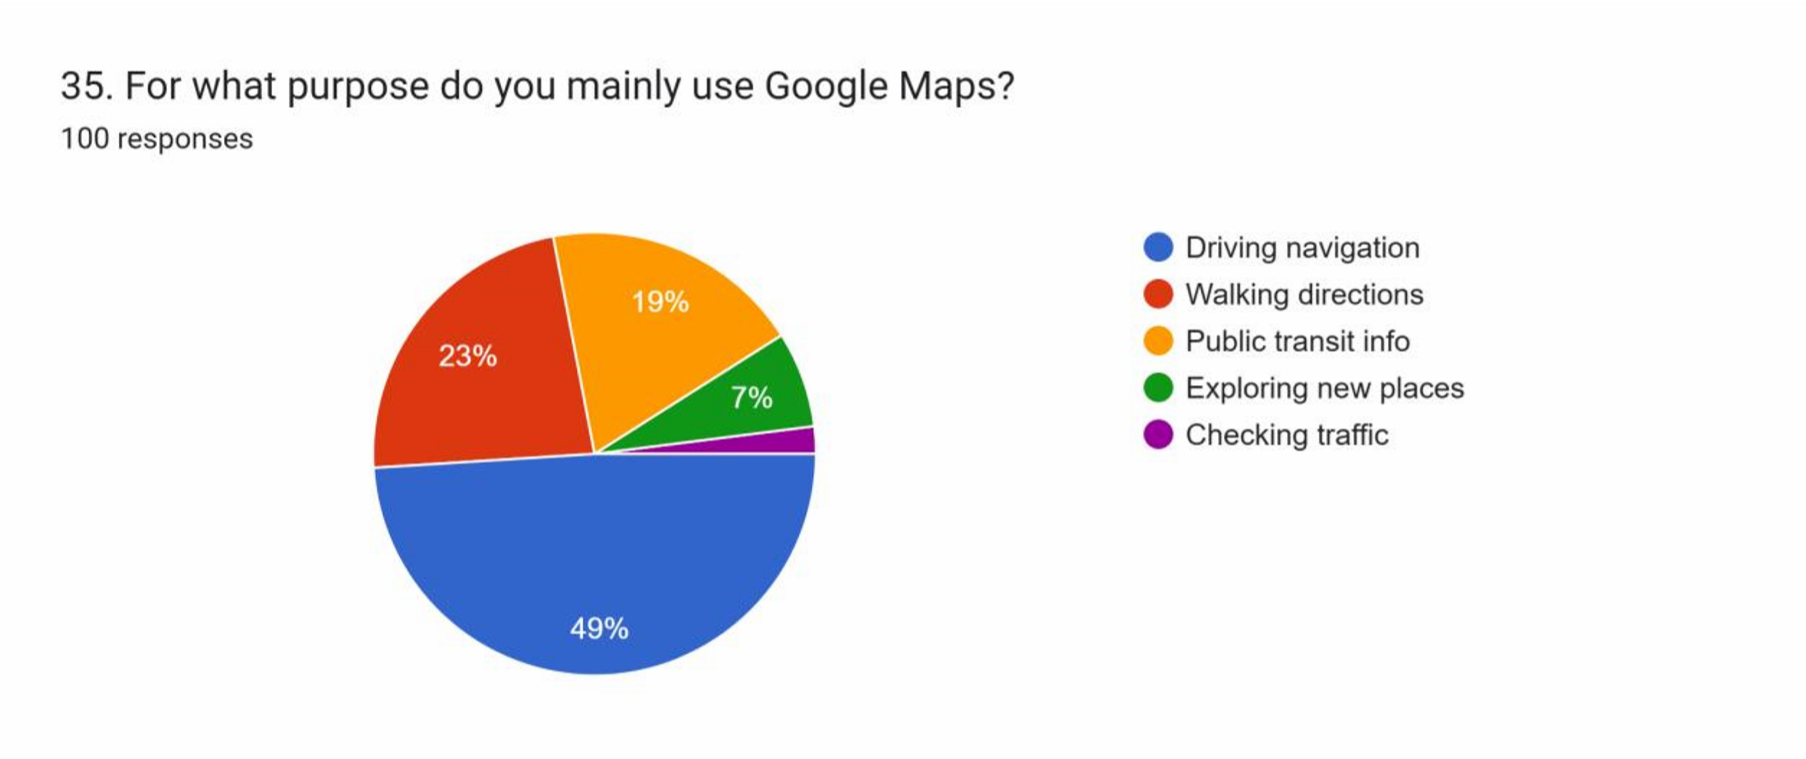 35. For what purpose do you mainly use Google Maps?
100 responses
19%
23%
7%
49%
Driving navigation
Walking directions
Public transit info
Exploring new places
Checking traffic